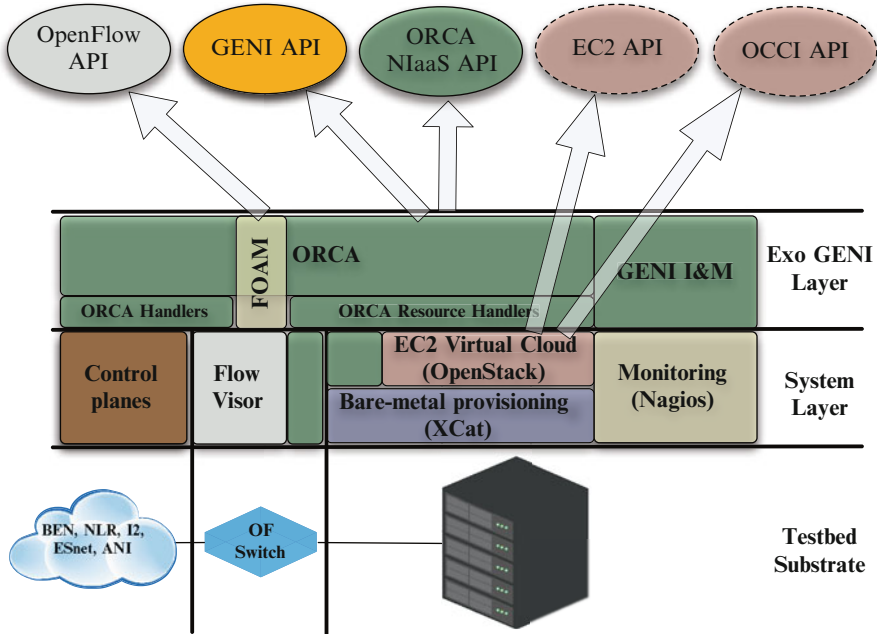 OpenFlow
API
GENI API
ORCA
NIaaS API
EC2 API
OCCI API
FOAM
ORCA
GENI I&M
Exo GENI
Layer
ORCA Handlers
ORCA Resource Handlers
Control
planes
Flow
Visor
EC2 Virtual Cloud
(OpenStack)
Bare-metal provisioning
(XCat)
Monitoring
(Nagios)
System
Layer
BEN, NLR, I2,
ESnet, ANI
OF
Switch
Testbed
Substrate